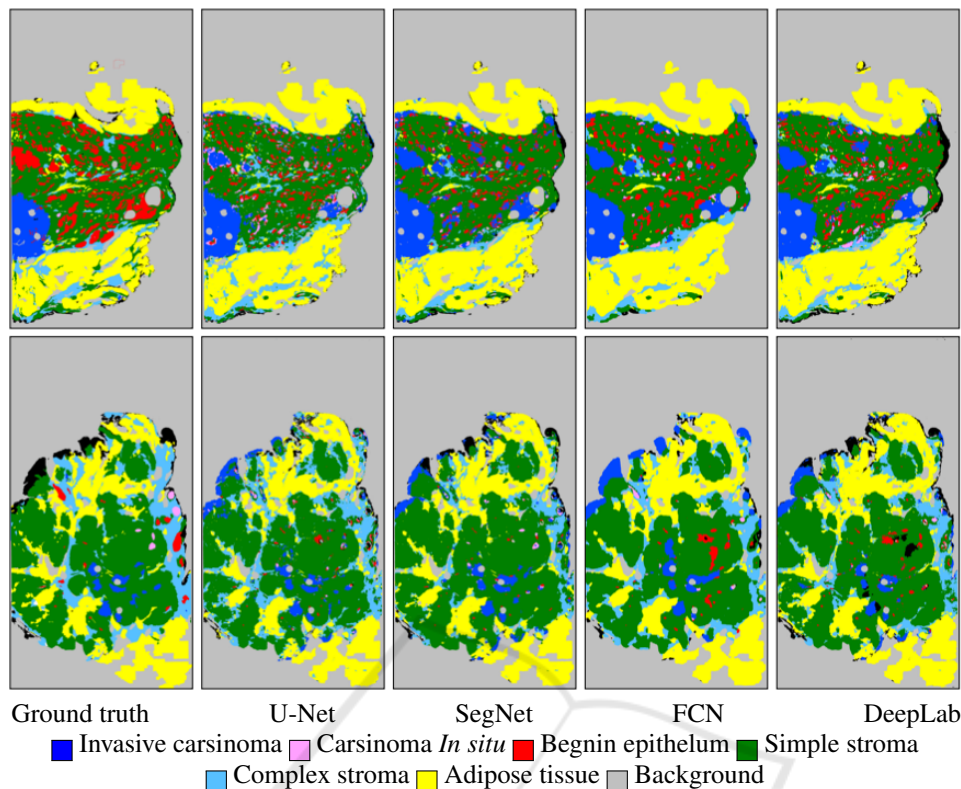 Ground truth U-Net SegNet FCN DeepLab
Invasive carsinoma Carsinoma In situ Begnin epithelum Simple stroma
Complex stroma Adipose tissue Background